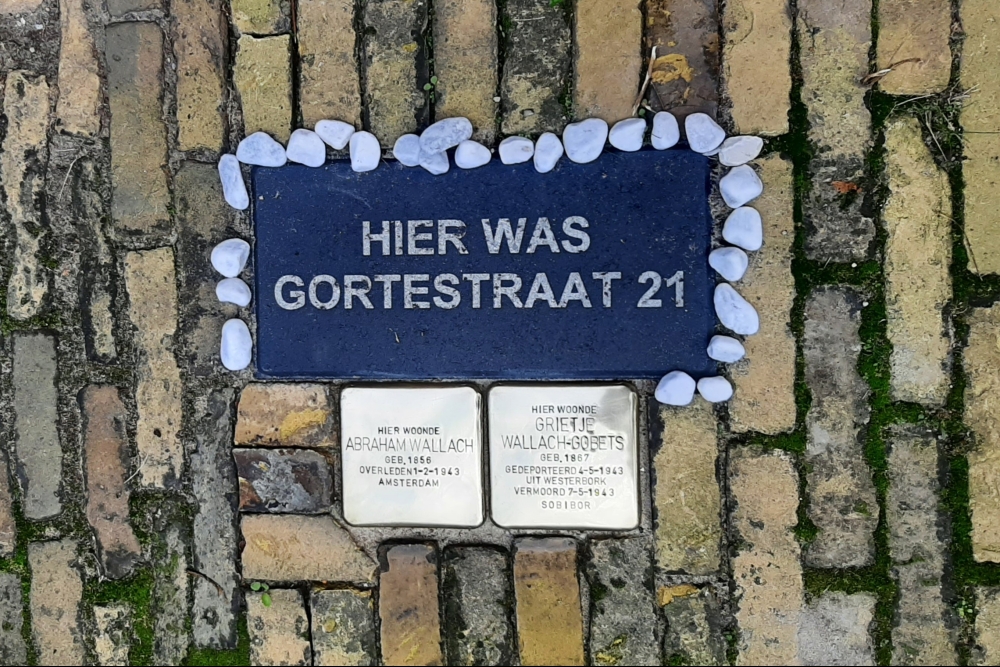 HIER WAS
GORTESTRAAT 21
HIER WOONDE
ABRAHAM WALLACH
GEB. 1856
OVERLEDEN 1-2-1943
AMSTERDAM
HIER WOONDE
GRIETJE
WALLACH-GOBETS
GEB. 1867
GEDEPORTEERD 4-5-1943
UIT WESTERBORK
VERMOORD 7-5-1943
SOBIBOR